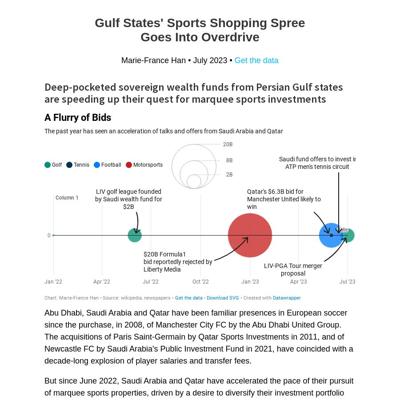 Gulf States' Sports Shopping Spree
Goes Into Overdrive
Marie-France Han • July 2023 • Get the data
Deep-pocketed sovereign wealth funds from Persian Gulf states
are speeding up their quest for marquee sports investments
A Flurry of Bids
The past year has seen an acceleration of talks and offers from Saudi Arabia and Qatar
20B
8B
2B
Golf Tennis Football Motorsports
Saudi fund offers to invest in
ATP men's tennis circuit
Column 1
LIV golf league founded
by Saudi wealth fund for
$2B
Qatar's $6.3B bid for
Manchester United likely to
win
0
$20B Formula1
bid reportedly rejected by
Liberty Media
LIV-PGA Tour merger
proposal
Jan '22 Apr '22 Jul '22 Oct '22 Jan '23 Apr '23 Jul '23
Chart: Marie-France Han • Source: wikipedia, newspapers • Get the data • Download SVG • Created with Datawrapper
Abu Dhabi, Saudi Arabia and Qatar have been familiar presences in European soccer
since the purchase, in 2008, of Manchester City FC by the Abu Dhabi United Group.
The acquisitions of Paris Saint-Germain by Qatar Sports Investments in 2011, and of
Newcastle FC by Saudi Arabia's Public Investment Fund in 2021, have coincided with a
decade-long explosion of player salaries and transfer fees.
But since June 2022, Saudi Arabia and Qatar have accelerated the pace of their pursuit
of marquee sports properties, driven by a desire to diversify their investment portfolio